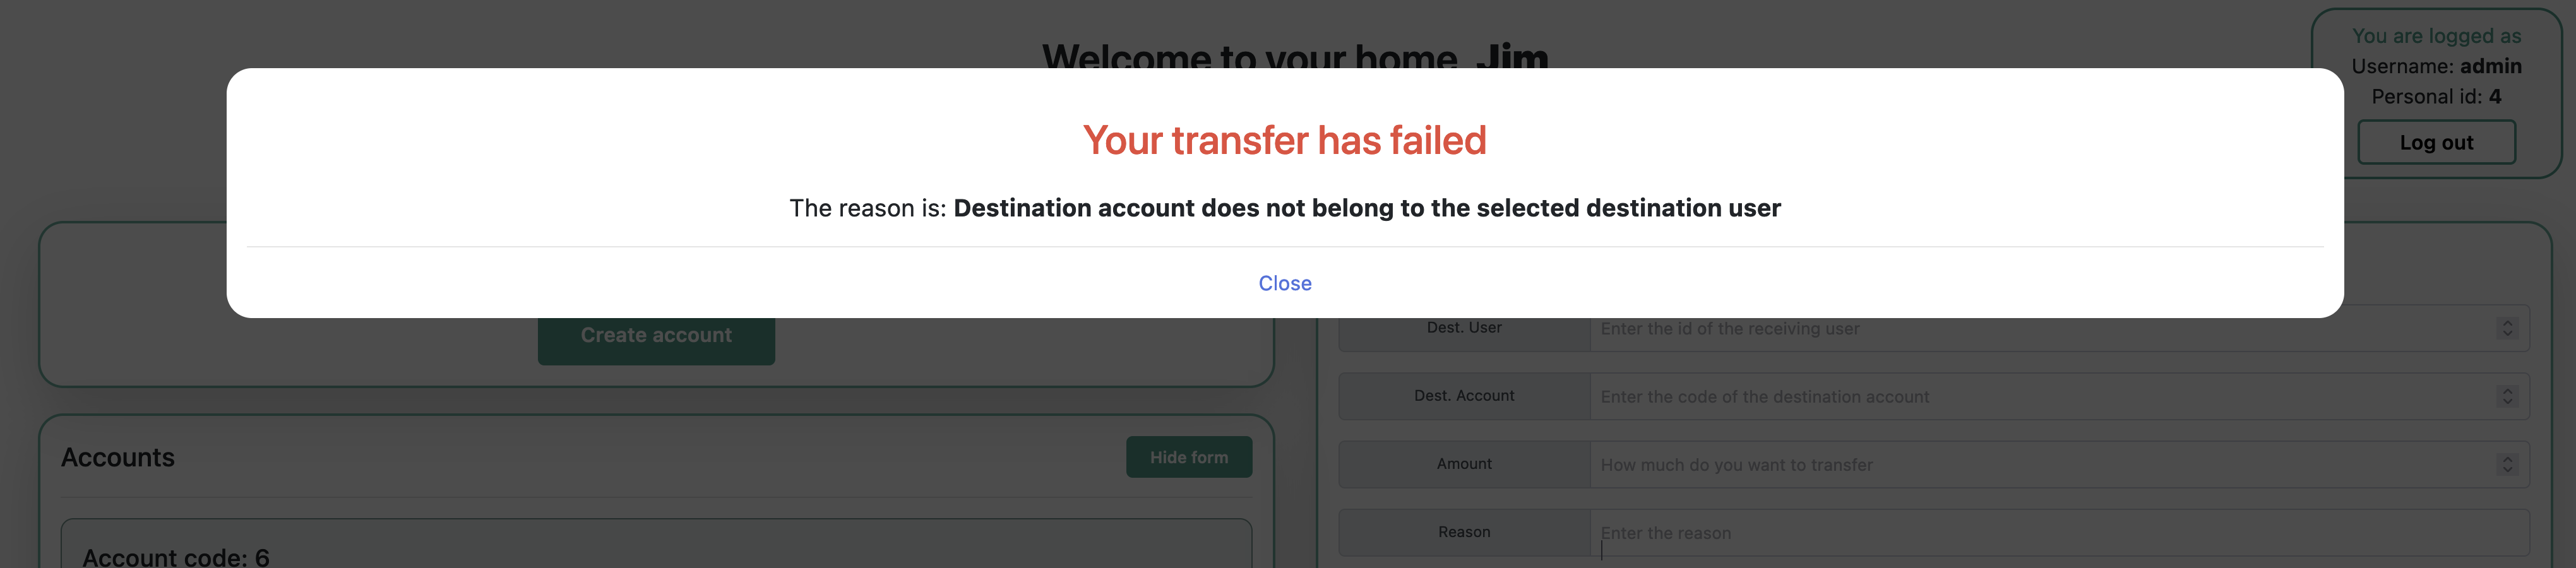 Welcome to your home Jim
You are logged as
Username: admin
Personal id: 4
Log out
Your transfer has failed
The reason is: Destination account does not belong to the selected destination user
Close
Create account
Accounts
Hide form
Account code: 6
Dest. User
Enter the id of the receiving user
Dest. Account
Enter the code of the destination account
Amount
How much do you want to transfer
Reason
Enter the reason